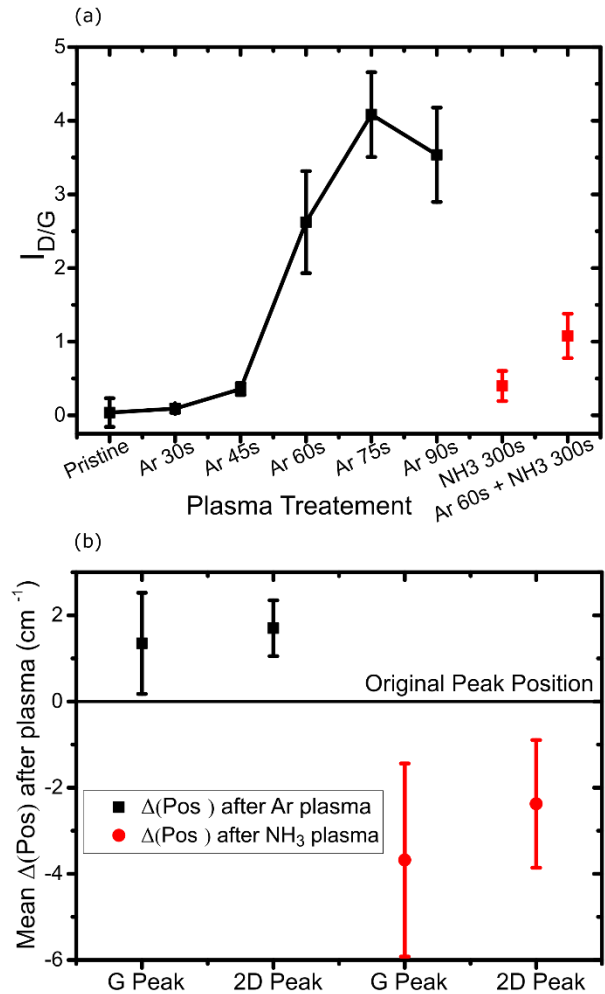 (a)
5
4
3
2
1
0
I_D/G
Pristine
Ar 30s
Ar 45s
Ar 60s
Ar 75s
Ar 90s
NH3 300s
Ar 60s + NH3 300s
Plasma Treatement
(b)
2
0
-2
-4
-6
Mean Δ(Pos) after plasma (cm ⁻¹)
Original Peak Position
Δ(Pos ) after Ar plasma
Δ(Pos ) after NH₃ plasma
G Peak 2D Peak G Peak 2D Peak